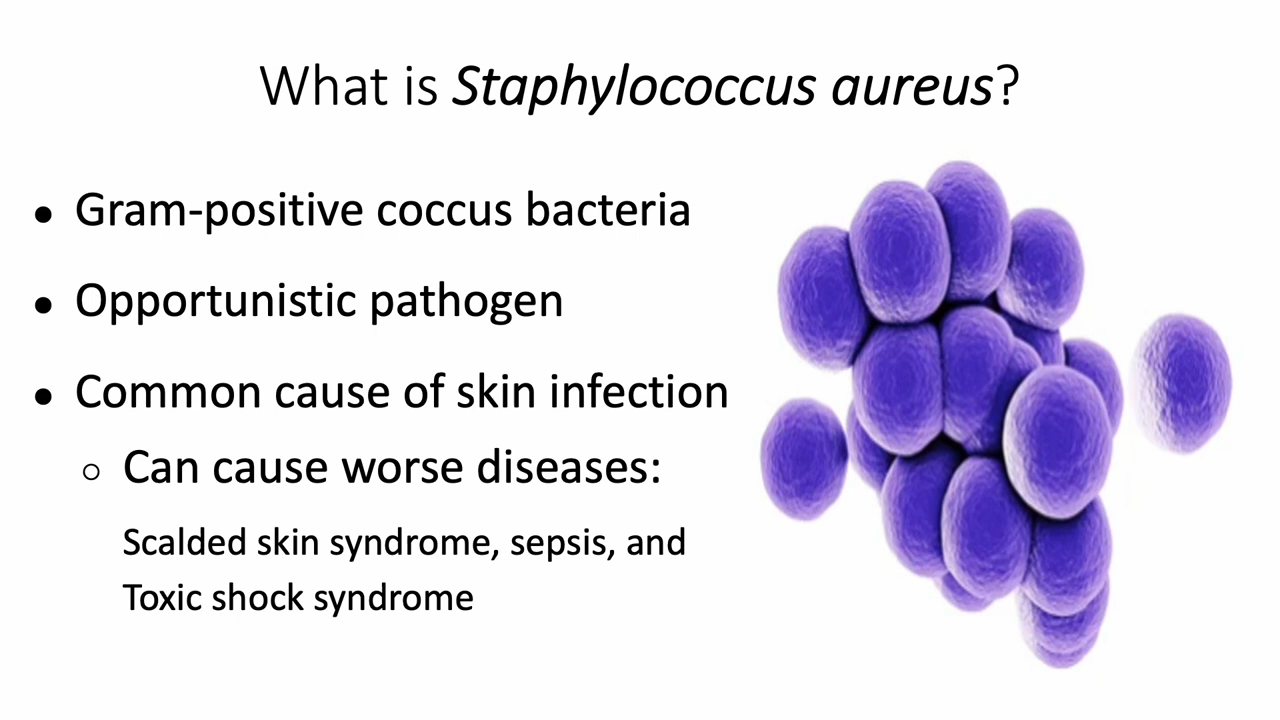 What is Staphylococcus aureus?
● Gram-positive coccus bacteria
● Opportunistic pathogen
● Common cause of skin infection
○ Can cause worse diseases:
Scalded skin syndrome, sepsis, and
Toxic shock syndrome